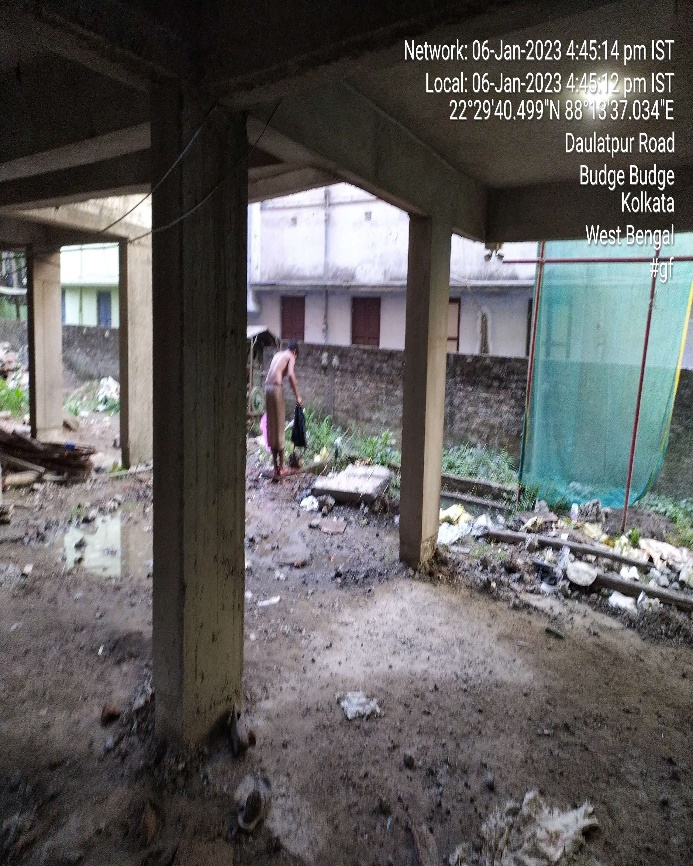 Network: 06-Jan-2023 4:45:14 pm IST
Local: 06-Jan-2023 4:45:12 pm IST
22°29'40.499"N 88°13'37.034"E
Daulatpur Road
Budge Budge
Kolkata
West Bengal
#gf